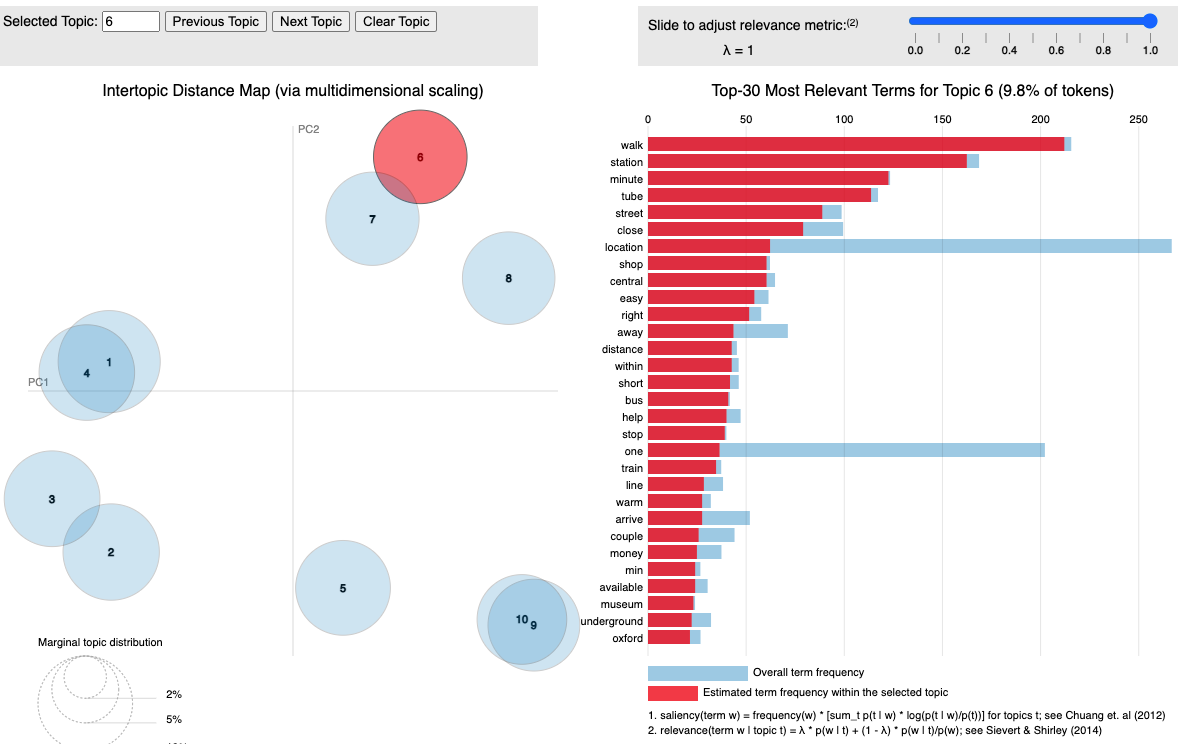 Selected Topic: 6 Previous Topic Next Topic Clear Topic
Slide to adjust relevance metric:(2)
λ = 1
0.0 0.2 0.4 0.6 0.8 1.0
Intertopic Distance Map (via multidimensional scaling)
PC2
6
7
8
1
4
PC1
3
2
5
10
9
Marginal topic distribution
2%
5%
Top-30 Most Relevant Terms for Topic 6 (9.8% of tokens)
0 50 100 150 200 250
walk
station
minute
tube
street
close
location
shop
central
easy
right
away
distance
within
short
bus
help
stop
one
train
line
warm
arrive
couple
money
min
available
museum
underground
oxford
Overall term frequency
Estimated term frequency within the selected topic
1. saliency(term w) = frequency(w) * [sum_t p(t | w) * log(p(t | w)/p(t))] for topics t; see Chuang et. al (2012)
2. relevance(term w | topic t) = λ * p(w | t) + (1 - λ) * p(w | t)/p(w); see Sievert & Shirley (2014)